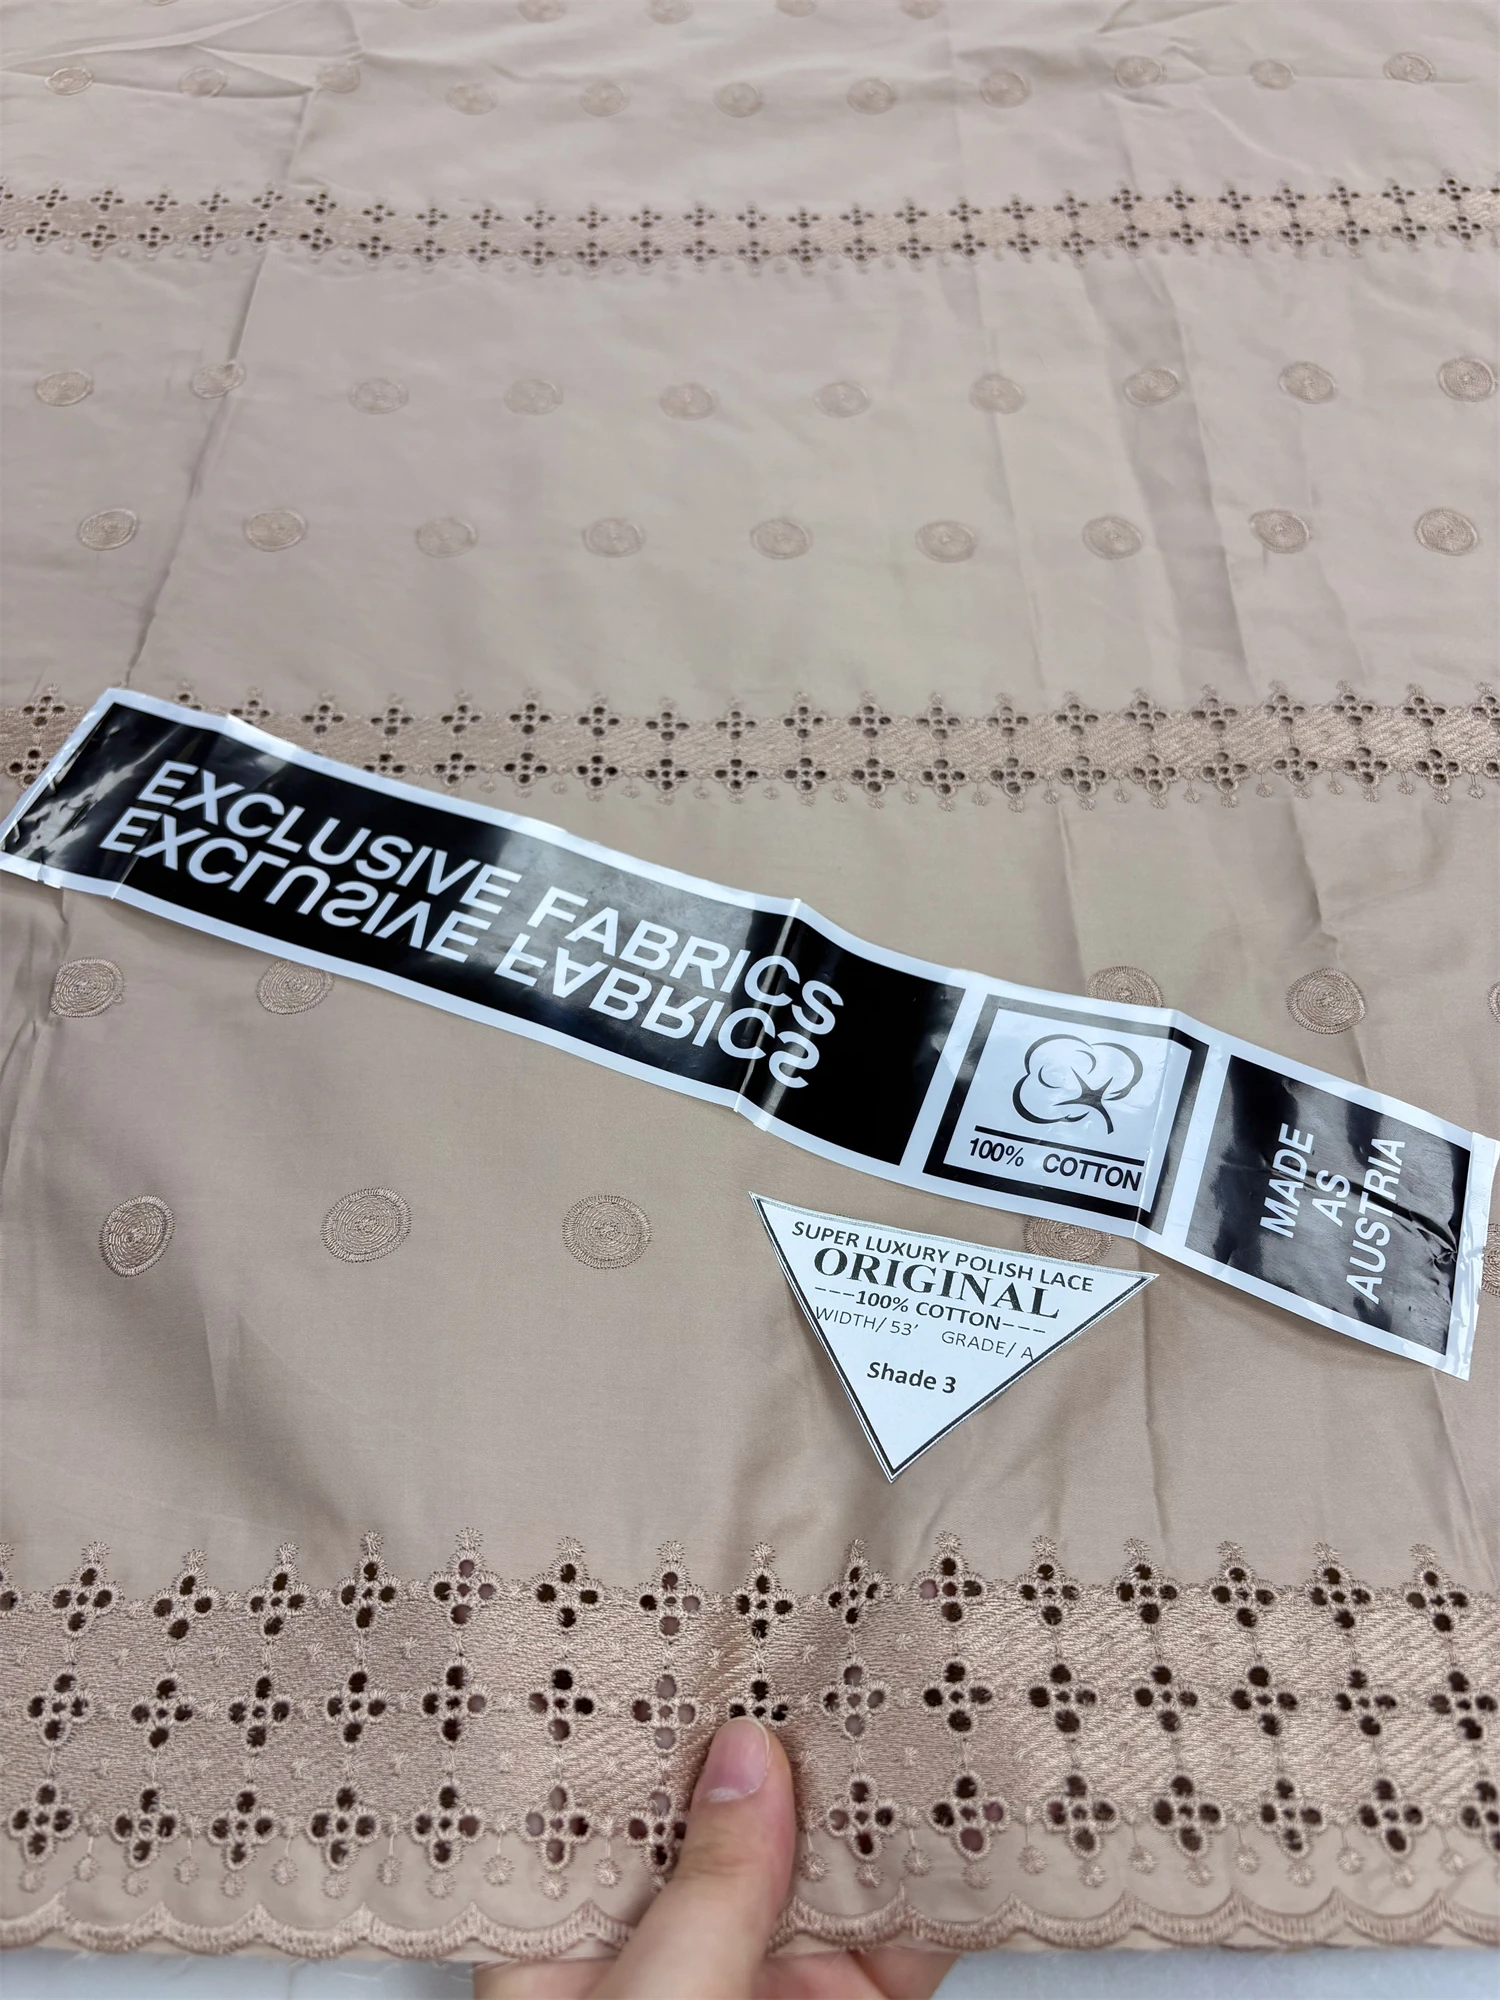 EXCLUSIVE FABRICS
EXCLUSIVE FABRICS
100% COTTON
MADE
AS
AUSTRIA
SUPER LUXURY POLISH LACE
ORIGINAL
---100% COTTON---
WIDTH/ 53' GRADE/ A
Shade 3